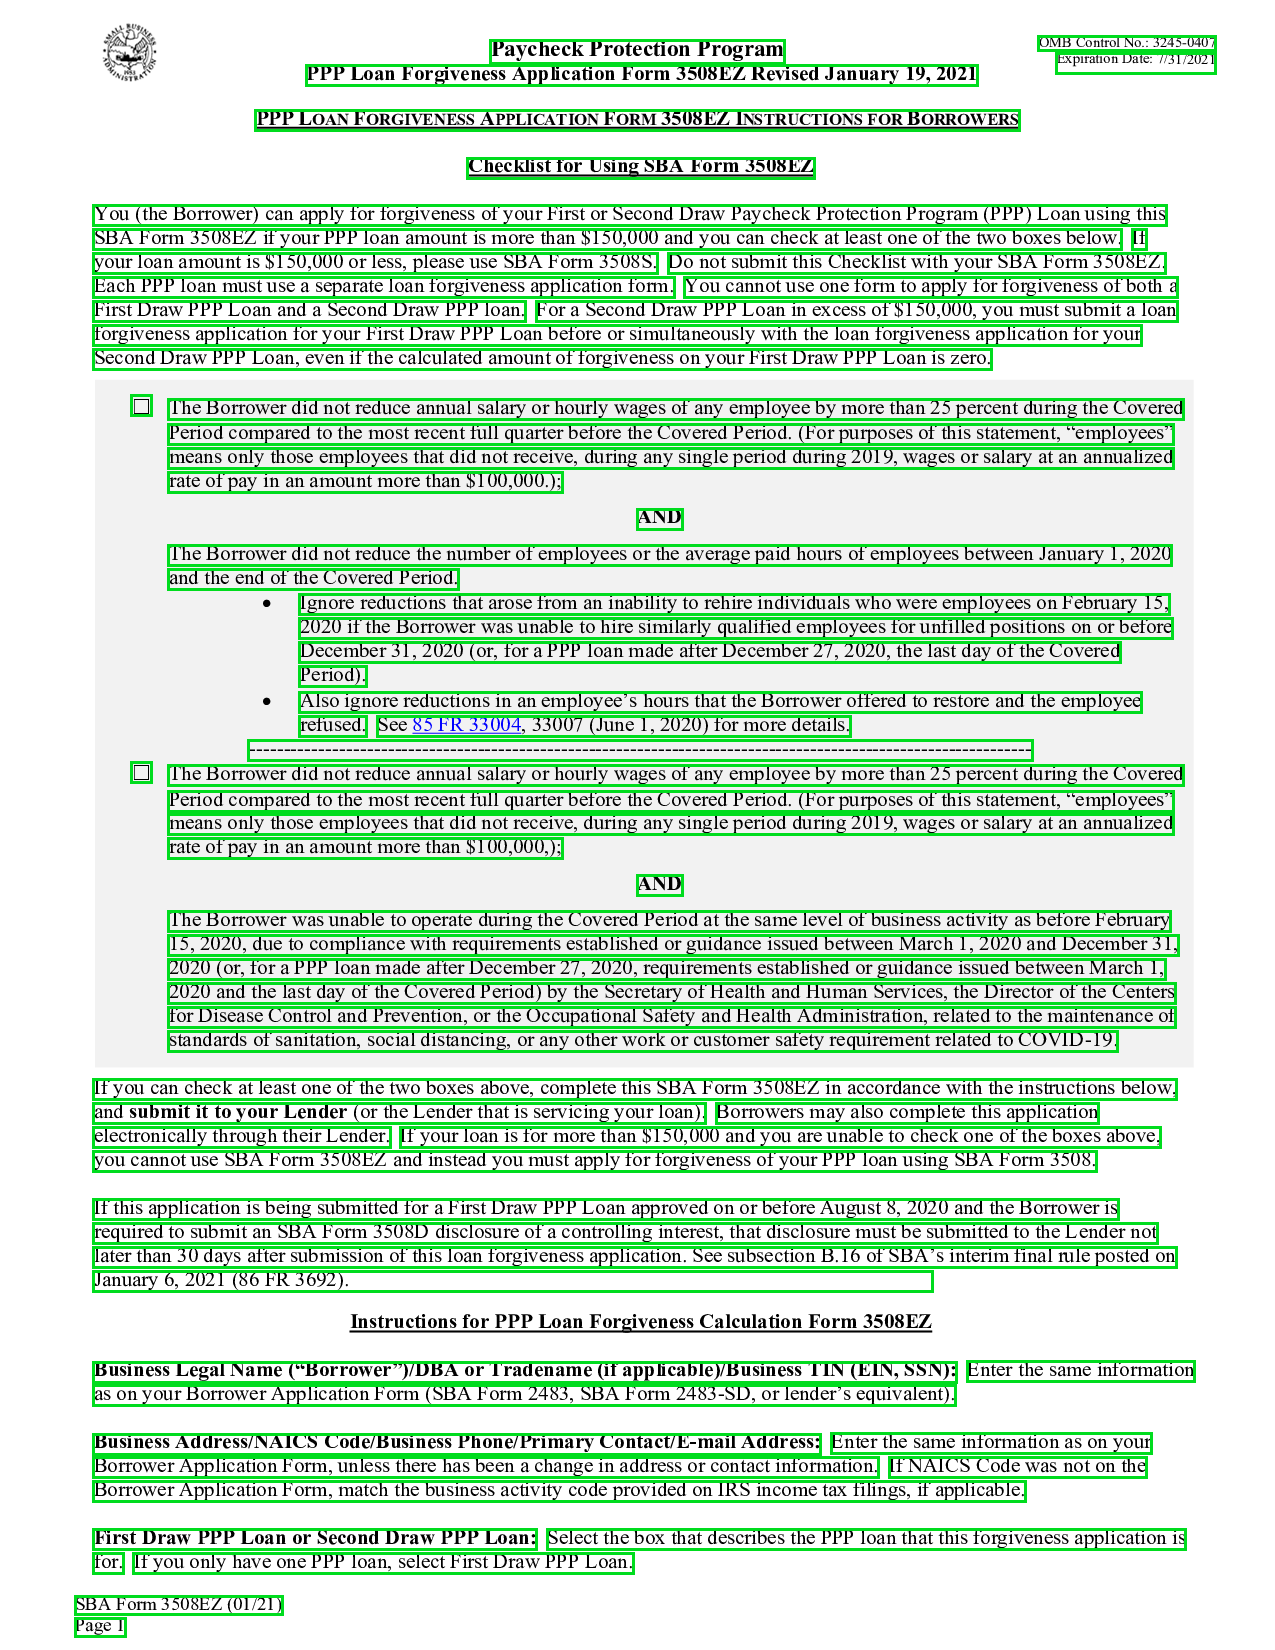 Paycheck Protection Program
OMB Control No.: 3245-0407
PPP Loan Forgiveness Application Form 3508EZ Revised January 19, 2021
Expiration Date: 7/31/2021
PPP LOAN FORGIVENESS APPLICATION FORM 3508EZ INSTRUCTIONS FOR BORROWERS
Checklist for Using SBA Form 3508EZ
You (the Borrower) can apply for forgiveness of your First or Second Draw Paycheck Protection Program (PPP) Loan using this
SBA Form 3508EZ if your PPP loan amount is more than $150,000 and you can check at least one of the two boxes below. If
your loan amount is $150,000 or less, please use SBA Form 3508S. Do not submit this Checklist with your SBA Form 3508EZ.
Each PPP loan must use a separate loan forgiveness application form. You cannot use one form to apply for forgiveness of both a
First Draw PPP Loan and a Second Draw PPP loan. For a Second Draw PPP Loan in excess of $150,000, you must submit a loan
forgiveness application for your First Draw PPP Loan before or simultaneously with the loan forgiveness application for your
Second Draw PPP Loan, even if the calculated amount of forgiveness on your First Draw PPP Loan is zero.
☐ The Borrower did not reduce annual salary or hourly wages of any employee by more than 25 percent during the Covered
Period compared to the most recent full quarter before the Covered Period. (For purposes of this statement, “employees”
means only those employees that did not receive, during any single period during 2019, wages or salary at an annualized
rate of pay in an amount more than $100,000.);
AND
The Borrower did not reduce the number of employees or the average paid hours of employees between January 1, 2020
and the end of the Covered Period.
• Ignore reductions that arose from an inability to rehire individuals who were employees on February 15,
2020 if the Borrower was unable to hire similarly qualified employees for unfilled positions on or before
December 31, 2020 (or, for a PPP loan made after December 27, 2020, the last day of the Covered
Period).
• Also ignore reductions in an employee’s hours that the Borrower offered to restore and the employee
refused. See 85 FR 33004, 33007 (June 1, 2020) for more details.
------------------------------------------------------------------------------------------------------------------
☐ The Borrower did not reduce annual salary or hourly wages of any employee by more than 25 percent during the Covered
Period compared to the most recent full quarter before the Covered Period. (For purposes of this statement, “employees”
means only those employees that did not receive, during any single period during 2019, wages or salary at an annualized
rate of pay in an amount more than $100,000,);
AND
The Borrower was unable to operate during the Covered Period at the same level of business activity as before February
15, 2020, due to compliance with requirements established or guidance issued between March 1, 2020 and December 31,
2020 (or, for a PPP loan made after December 27, 2020, requirements established or guidance issued between March 1,
2020 and the last day of the Covered Period) by the Secretary of Health and Human Services, the Director of the Centers
for Disease Control and Prevention, or the Occupational Safety and Health Administration, related to the maintenance of
standards of sanitation, social distancing, or any other work or customer safety requirement related to COVID-19.
If you can check at least one of the two boxes above, complete this SBA Form 3508EZ in accordance with the instructions below,
and submit it to your Lender (or the Lender that is servicing your loan). Borrowers may also complete this application
electronically through their Lender. If your loan is for more than $150,000 and you are unable to check one of the boxes above,
you cannot use SBA Form 3508EZ and instead you must apply for forgiveness of your PPP loan using SBA Form 3508.
If this application is being submitted for a First Draw PPP Loan approved on or before August 8, 2020 and the Borrower is
required to submit an SBA Form 3508D disclosure of a controlling interest, that disclosure must be submitted to the Lender not
later than 30 days after submission of this loan forgiveness application. See subsection B.16 of SBA’s interim final rule posted on
January 6, 2021 (86 FR 3692).
Instructions for PPP Loan Forgiveness Calculation Form 3508EZ
Business Legal Name (“Borrower”)/DBA or Tradename (if applicable)/Business TIN (EIN, SSN): Enter the same information
as on your Borrower Application Form (SBA Form 2483, SBA Form 2483-SD, or lender’s equivalent).
Business Address/NAICS Code/Business Phone/Primary Contact/E-mail Address: Enter the same information as on your
Borrower Application Form, unless there has been a change in address or contact information. If NAICS Code was not on the
Borrower Application Form, match the business activity code provided on IRS income tax filings, if applicable.
First Draw PPP Loan or Second Draw PPP Loan: Select the box that describes the PPP loan that this forgiveness application is
for. If you only have one PPP loan, select First Draw PPP Loan.
SBA Form 3508EZ (01/21)
Page 1